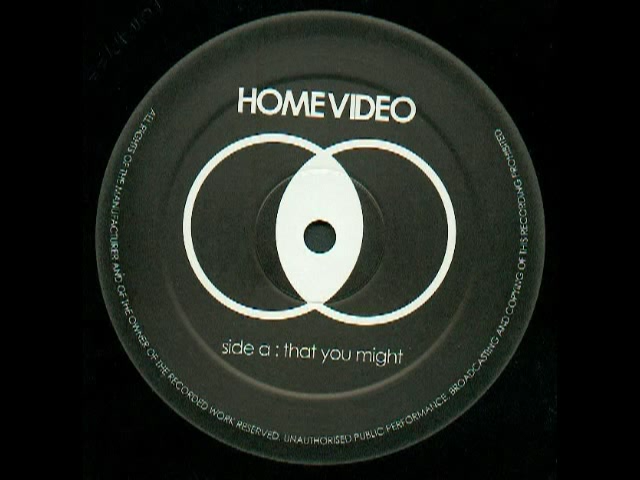 HOMEVIDEO
side a : that you might
ALL RIGHTS OF THE MANUFACTURER AND OF THE OWNER OF THE RECORDED WORK RESERVED. UNAUTHORISED PUBLIC PERFORMANCE. BROADCASTING AND COPYING OF THIS RECORDING PROHIBITED